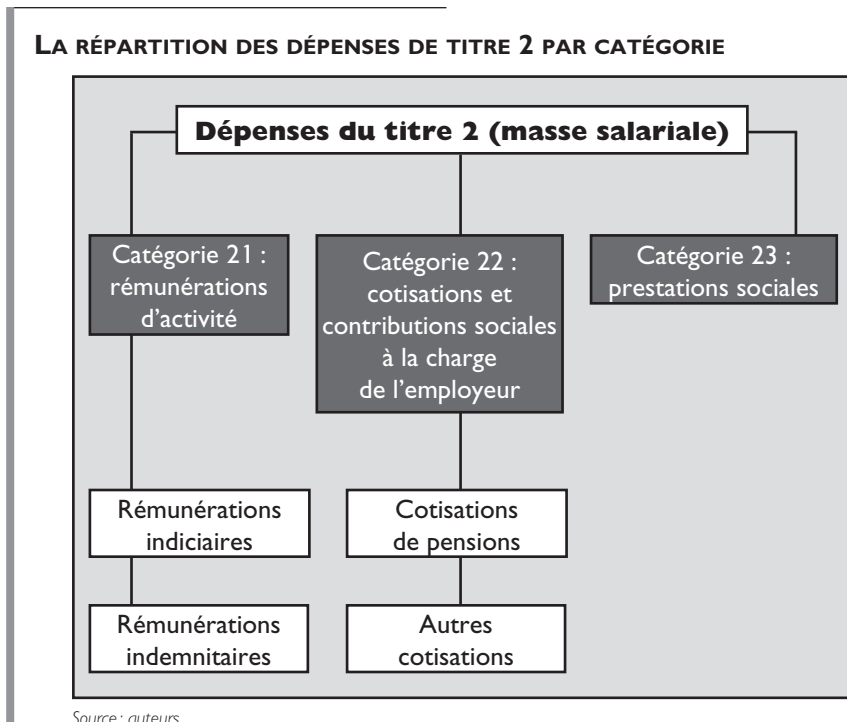 LA RÉPARTITION DES DÉPENSES DE TITRE 2 PAR CATÉGORIE
Dépenses du titre 2 (masse salariale)
Catégorie 21 :
rémunérations
d’activité
Catégorie 22 :
cotisations et
contributions sociales
à la charge
de l’employeur
Catégorie 23 :
prestations sociales
Rémunérations
indiciaires
Cotisations
de pensions
Rémunérations
indemnitaires
Autres
cotisations
Source : auteurs